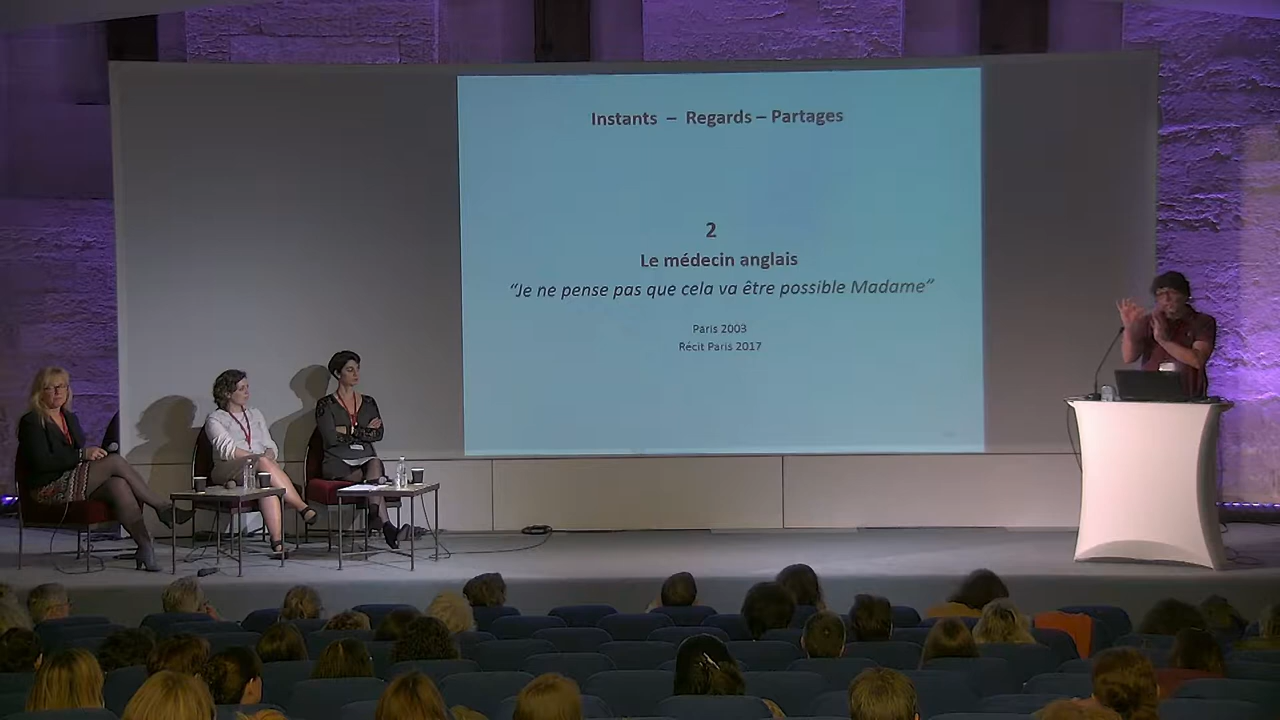 Instants – Regards – Partages
2
Le médecin anglais
“Je ne pense pas que cela va être possible Madame”
Paris 2003
Récit Paris 2017